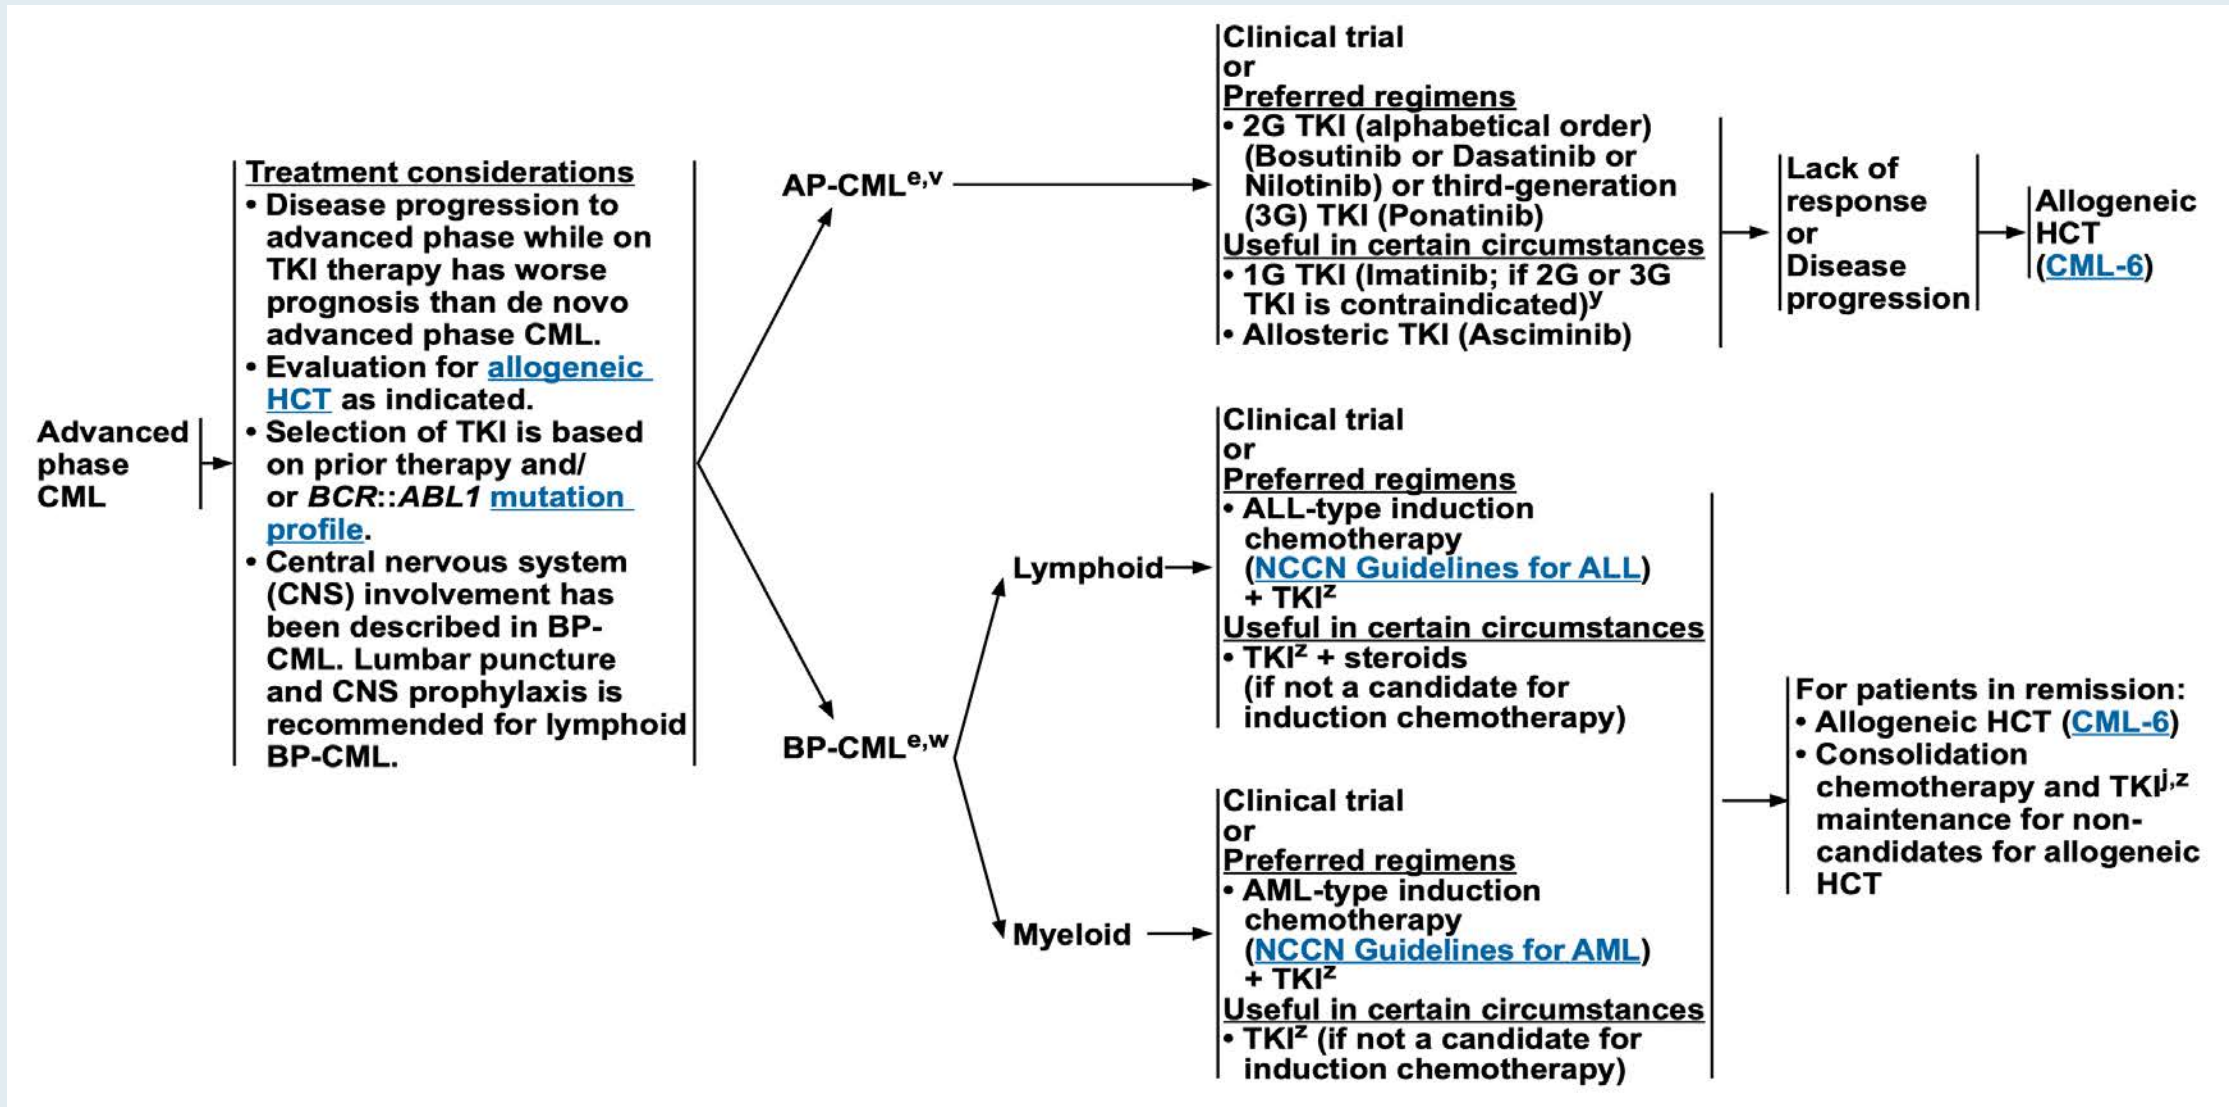 Advanced
phase
CML
Treatment considerations
• Disease progression to
advanced phase while on
TKI therapy has worse
prognosis than de novo
advanced phase CML.
• Evaluation for allogeneic
HCT as indicated.
• Selection of TKI is based
on prior therapy and/
or BCR::ABL1 mutation
profile.
• Central nervous system
(CNS) involvement has
been described in BP-
CML. Lumbar puncture
and CNS prophylaxis is
recommended for lymphoid
BP-CML.
AP-CMLe,v
Clinical trial
or
Preferred regimens
• 2G TKI (alphabetical order)
(Bosutinib or Dasatinib or
Nilotinib) or third-generation
(3G) TKI (Ponatinib)
Useful in certain circumstances
• 1G TKI (Imatinib; if 2G or 3G
TKI is contraindicated)y
• Allosteric TKI (Asciminib)
Lack of
response
or
Disease
progression
Allogeneic
HCT
(CML-6)
BP-CMLe,w
Lymphoid
Clinical trial
or
Preferred regimens
• ALL-type induction
chemotherapy
(NCCN Guidelines for ALL)
+ TKIz
Useful in certain circumstances
• TKIz + steroids
(if not a candidate for
induction chemotherapy)
Myeloid
Clinical trial
or
Preferred regimens
• AML-type induction
chemotherapy
(NCCN Guidelines for AML)
+ TKIz
Useful in certain circumstances
• TKIz (if not a candidate for
induction chemotherapy)
For patients in remission:
• Allogeneic HCT (CML-6)
• Consolidation
chemotherapy and TKIj,z
maintenance for non-
candidates for allogeneic
HCT